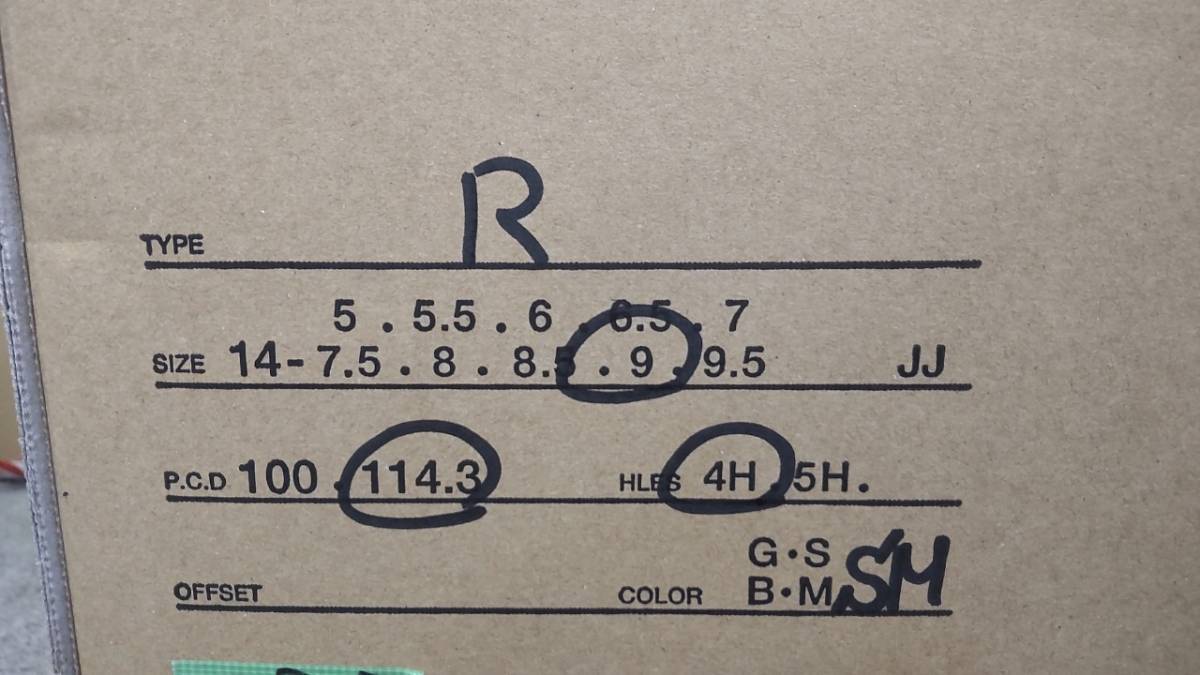 R
TYPE
5 . 5.5 . 6 . 6.5 . 7
SIZE 14-7.5 . 8 . 8.5 . 9 . 9.5 JJ
P.C.D 100 . 114.3 HLES 4H . 5H .
G・S
OFFSET COLOR B・M SM